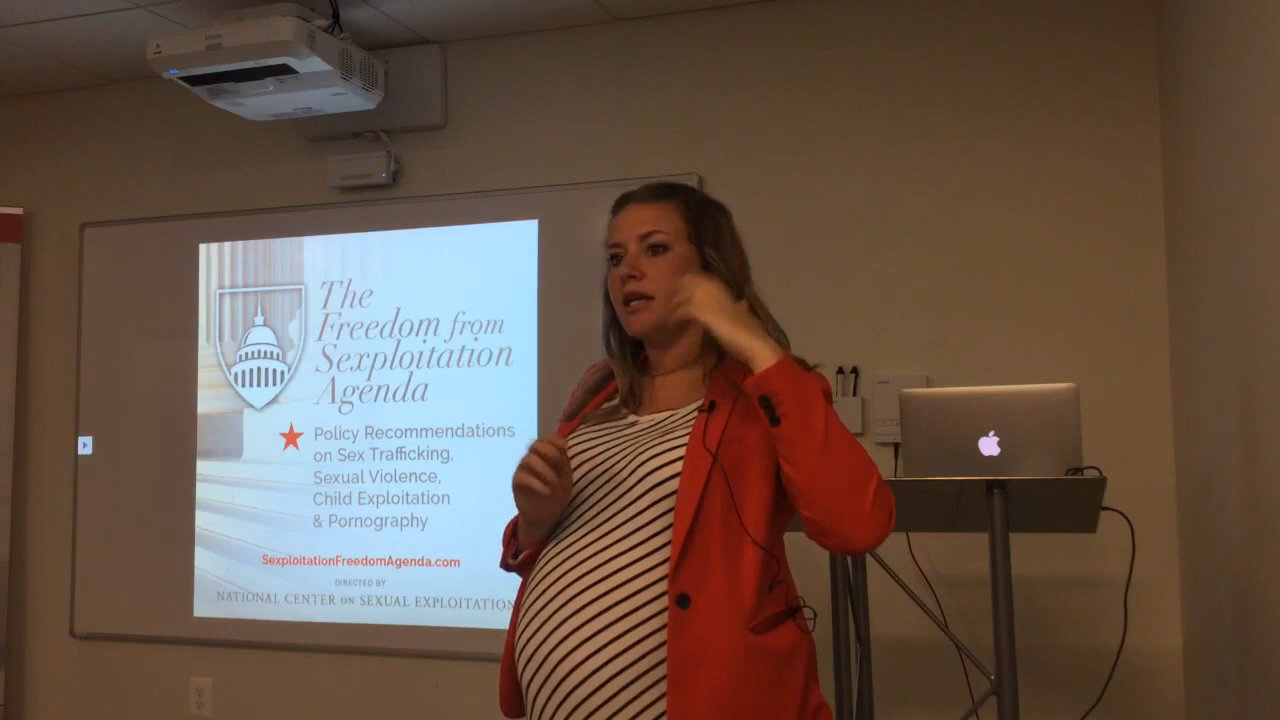 The
Freedom from
Sexploitation
Agenda
Policy Recommendations
on Sex Trafficking,
Sexual Violence,
Child Exploitation
& Pornography
SexploitationFreedomAgenda.com
DIRECTED BY
NATIONAL CENTER ON SEXUAL EXPLOITATION